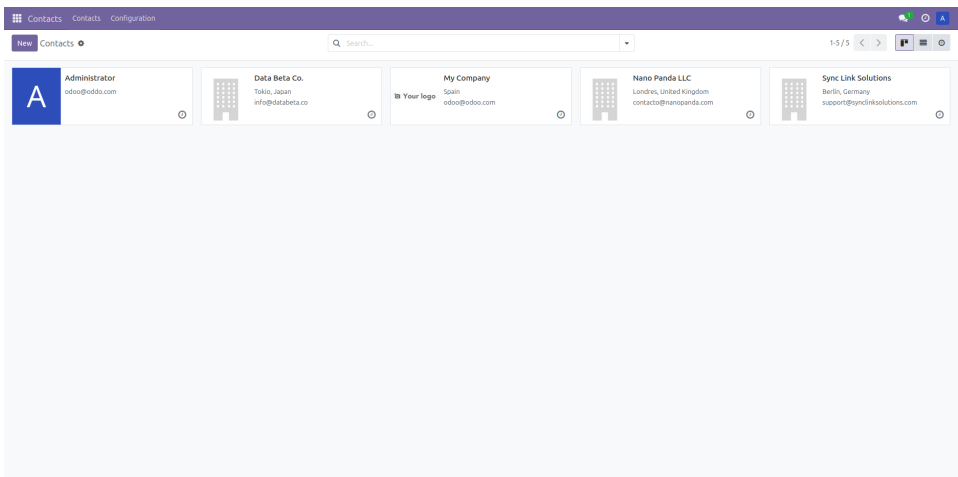 Contacts Contacts Configuration
1
A
New Contacts
Search...
1-5 / 5
A
Administrator
odoo@oddo.com
Data Beta Co.
Tokio, Japan
info@databeta.co
Your logo
My Company
Spain
odoo@odoo.com
Nano Panda LLC
Londres, United Kingdom
contacto@nanopanda.com
Sync Link Solutions
Berlin, Germany
support@synclinksolutions.com